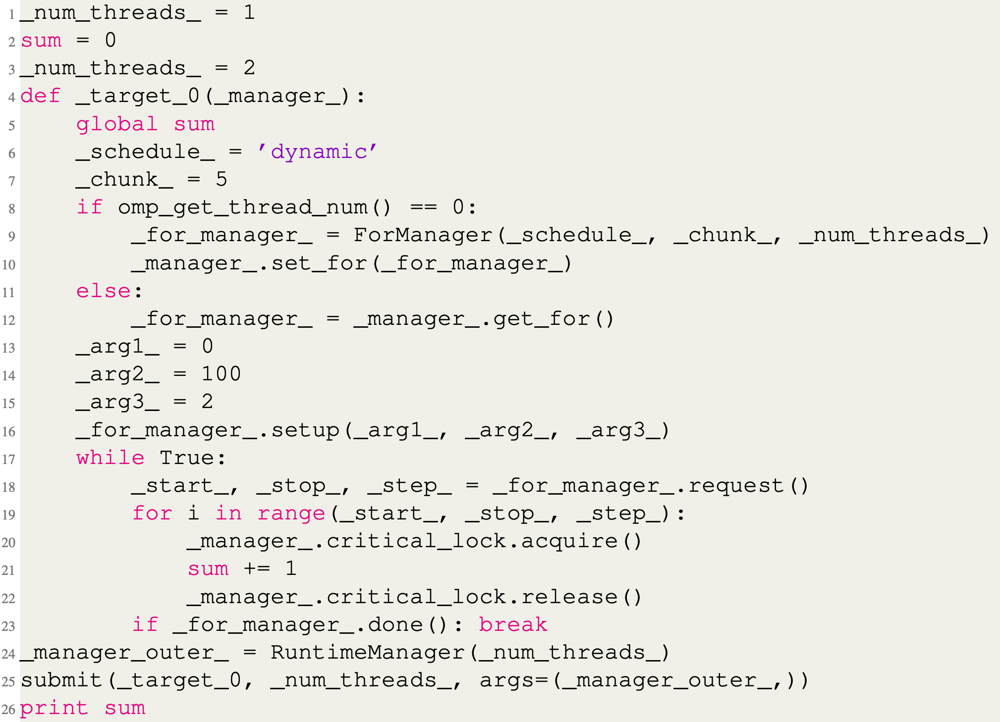 1 _num_threads_ = 1
2 sum = 0
3 _num_threads_ = 2
4 def _target_0(_manager_):
5     global sum
6     _schedule_ = ’dynamic’
7     _chunk_ = 5
8     if omp_get_thread_num() == 0:
9         _for_manager_ = ForManager(_schedule_, _chunk_, _num_threads_)
10         _manager_.set_for(_for_manager_)
11     else:
12         _for_manager_ = _manager_.get_for()
13     _arg1_ = 0
14     _arg2_ = 100
15     _arg3_ = 2
16     _for_manager_.setup(_arg1_, _arg2_, _arg3_)
17     while True:
18         _start_, _stop_, _step_ = _for_manager_.request()
19         for i in range(_start_, _stop_, _step_):
20             _manager_.critical_lock.acquire()
21             sum += 1
22             _manager_.critical_lock.release()
23         if _for_manager_.done(): break
24 _manager_outer_ = RuntimeManager(_num_threads_)
25 submit(_target_0, _num_threads_, args=(_manager_outer_,))
26 print sum